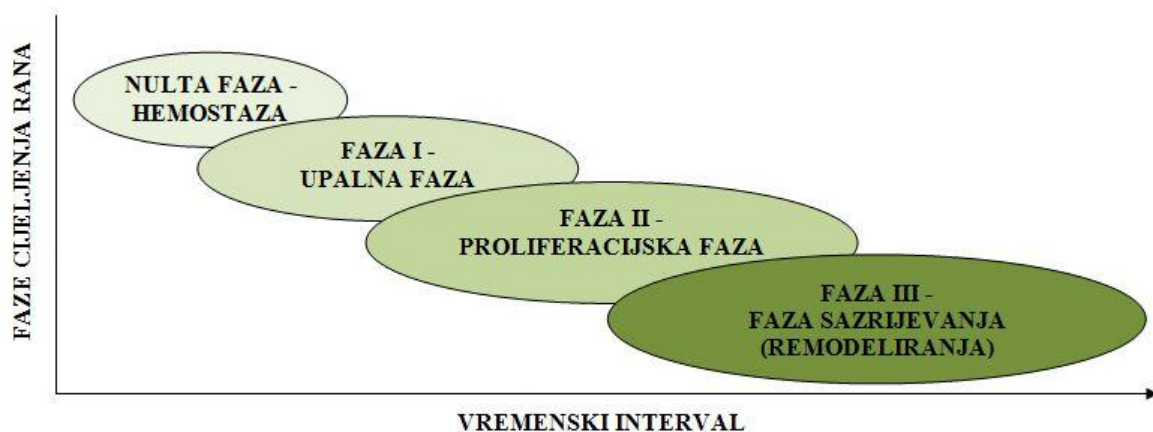 FAZE CIJELJENJA RANA
NULTA FAZA -
HEMOSTAZA
FAZA I -
UPALNA FAZA
FAZA II -
PROLIFERACIJSKA FAZA
FAZA III -
FAZA SAZRIJEVANJA
(REMODELIRANJA)
VREMENSKI INTERVAL